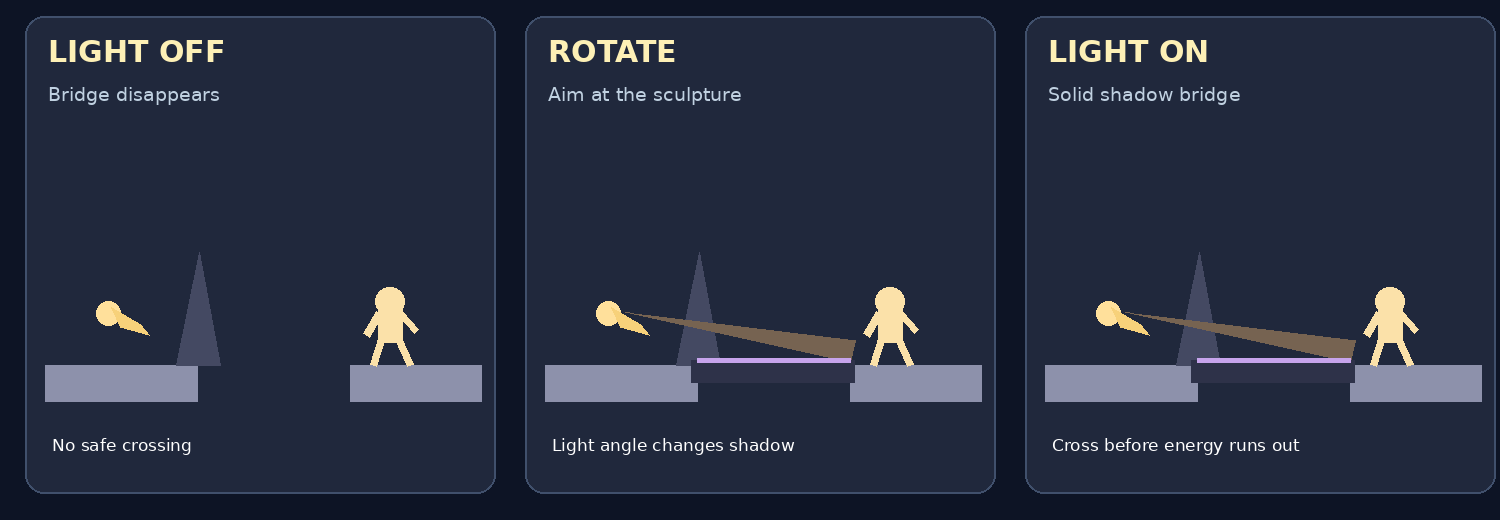 LIGHT OFF
Bridge disappears
No safe crossing
ROTATE
Aim at the sculpture
Light angle changes shadow
LIGHT ON
Solid shadow bridge
Cross before energy runs out